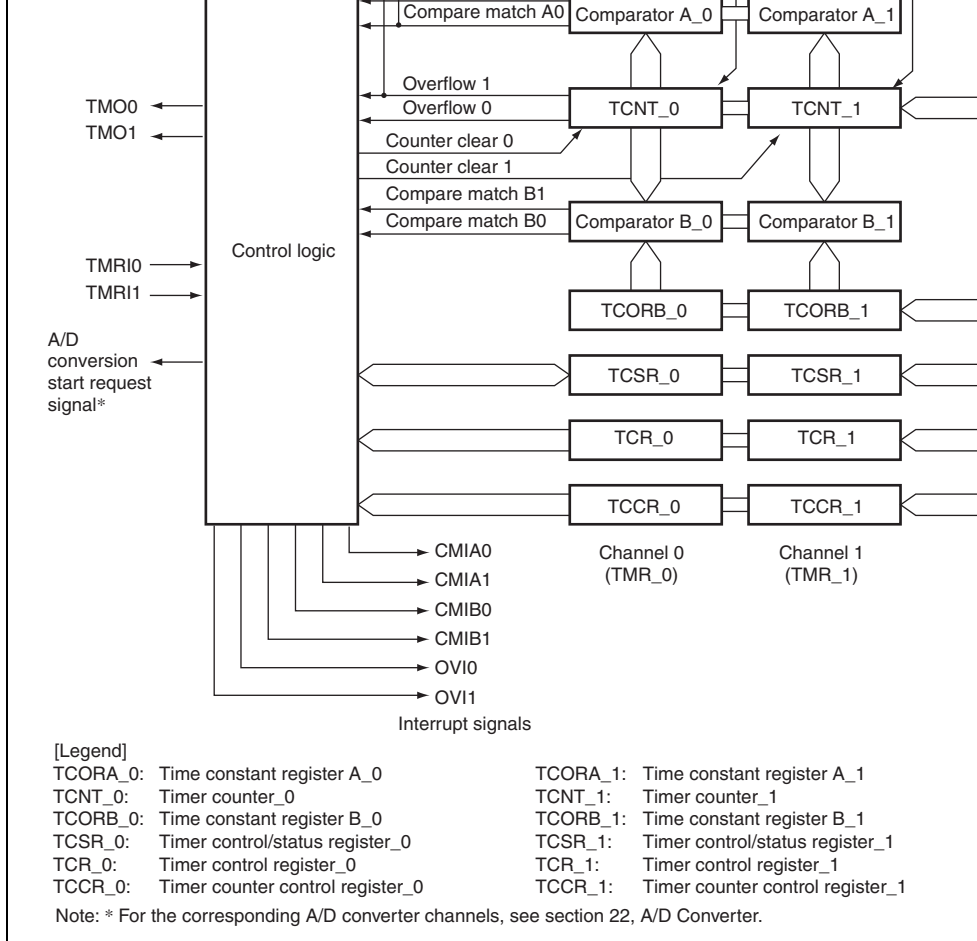 Compare match A0
Comparator A_0
Comparator A_1
Overflow 1
Overflow 0
TCNT_0
TCNT_1
TMO0
TMO1
Counter clear 0
Counter clear 1
Compare match B1
Compare match B0
Comparator B_0
Comparator B_1
Control logic
TMRI0
TMRI1
TCORB_0
TCORB_1
A/D
conversion
start request
signal*
TCSR_0
TCSR_1
TCR_0
TCR_1
TCCR_0
TCCR_1
CMIA0
CMIA1
CMIB0
CMIB1
OVI0
OVI1
Interrupt signals
Channel 0
(TMR_0)
Channel 1
(TMR_1)
[Legend]
TCORA_0: Time constant register A_0
TCORA_1: Time constant register A_1
TCNT_0: Timer counter_0
TCNT_1: Timer counter_1
TCORB_0: Time constant register B_0
TCORB_1: Time constant register B_1
TCSR_0: Timer control/status register_0
TCSR_1: Timer control/status register_1
TCR_0: Timer control register_0
TCR_1: Timer control register_1
TCCR_0: Timer counter control register_0
TCCR_1: Timer counter control register_1
Note: * For the corresponding A/D converter channels, see section 22, A/D Converter.